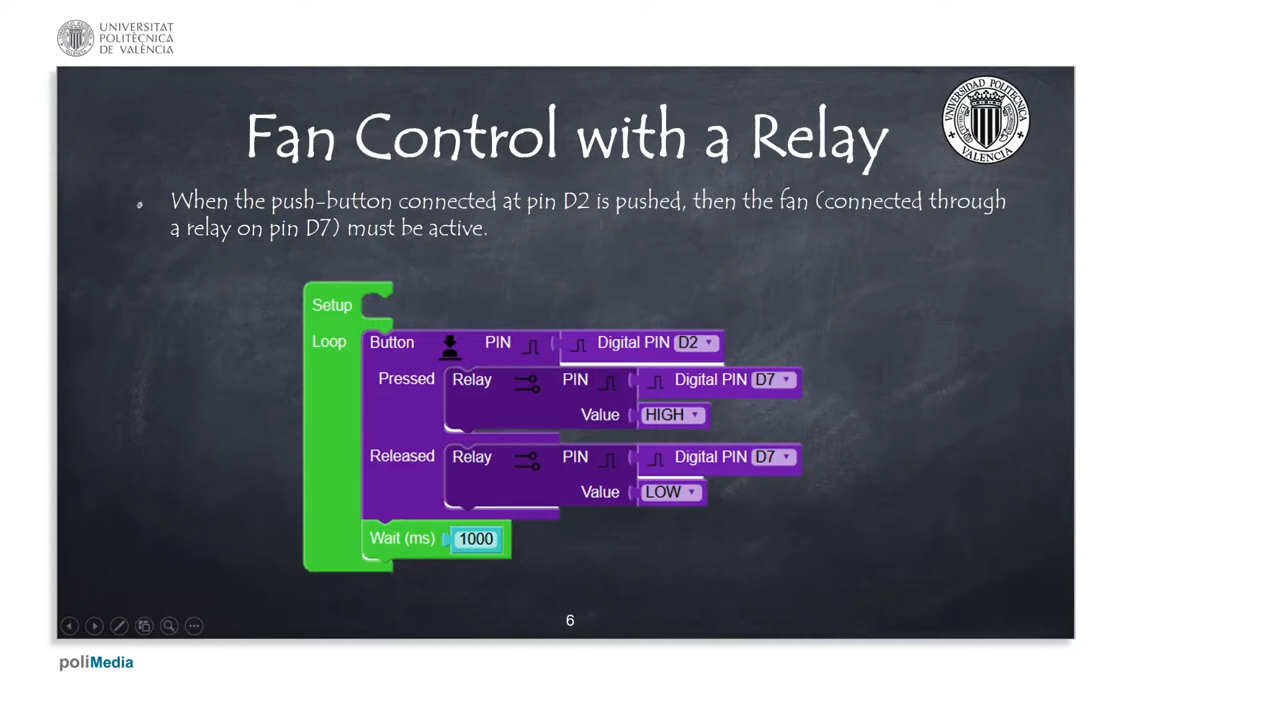 UNIVERSITAT
POLITÈCNICA
DE VALÈNCIA
UNIVERSIDAD POLITECNICA
VALENCIA
Fan Control with a Relay
When the push-button connected at pin D2 is pushed, then the fan (connected through
a relay on pin D7) must be active.
Setup
Loop Button PIN Digital PIN D2
Pressed Relay PIN Digital PIN D7
Value HIGH
Released Relay PIN Digital PIN D7
Value LOW
Wait (ms) 1000
6
poliMedia